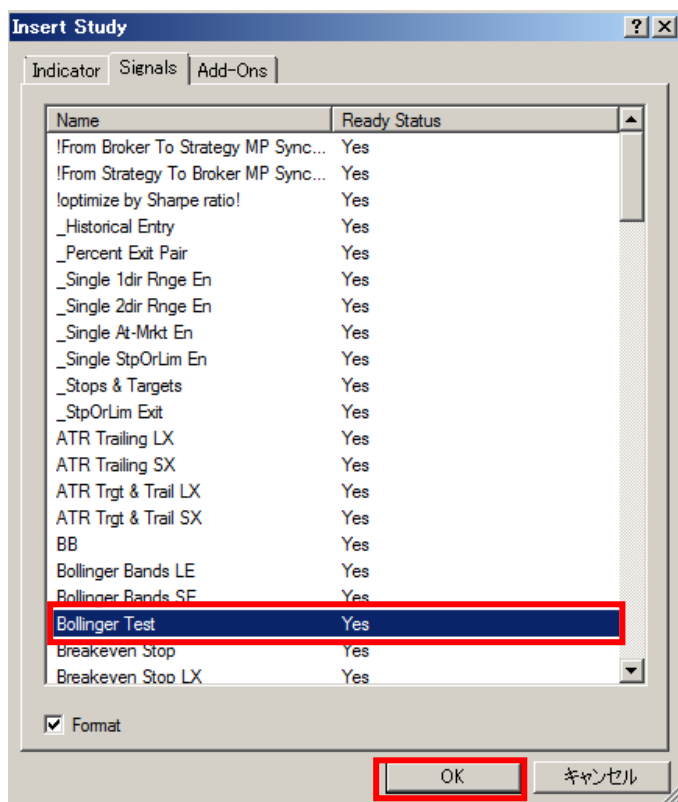 Insert Study
Indicator Signals Add-Ons
Name Ready Status
!From Broker To Strategy MP Sync... Yes
!From Strategy To Broker MP Sync... Yes
!optimize by Sharpe ratio! Yes
_Historical Entry Yes
_Percent Exit Pair Yes
_Single 1dir Rnge En Yes
_Single 2dir Rnge En Yes
_Single At-Mrkt En Yes
_Single StpOrLim En Yes
_Stops & Targets Yes
_StpOrLim Exit Yes
ATR Trailing LX Yes
ATR Trailing SX Yes
ATR Trgt & Trail LX Yes
ATR Trgt & Trail SX Yes
BB Yes
Bollinger Bands LE Yes
Bollinger Bands SE Yes
Bollinger Test Yes
Breakeven Stop Yes
Breakeven Stop LX Yes
Format
OK キャンセル